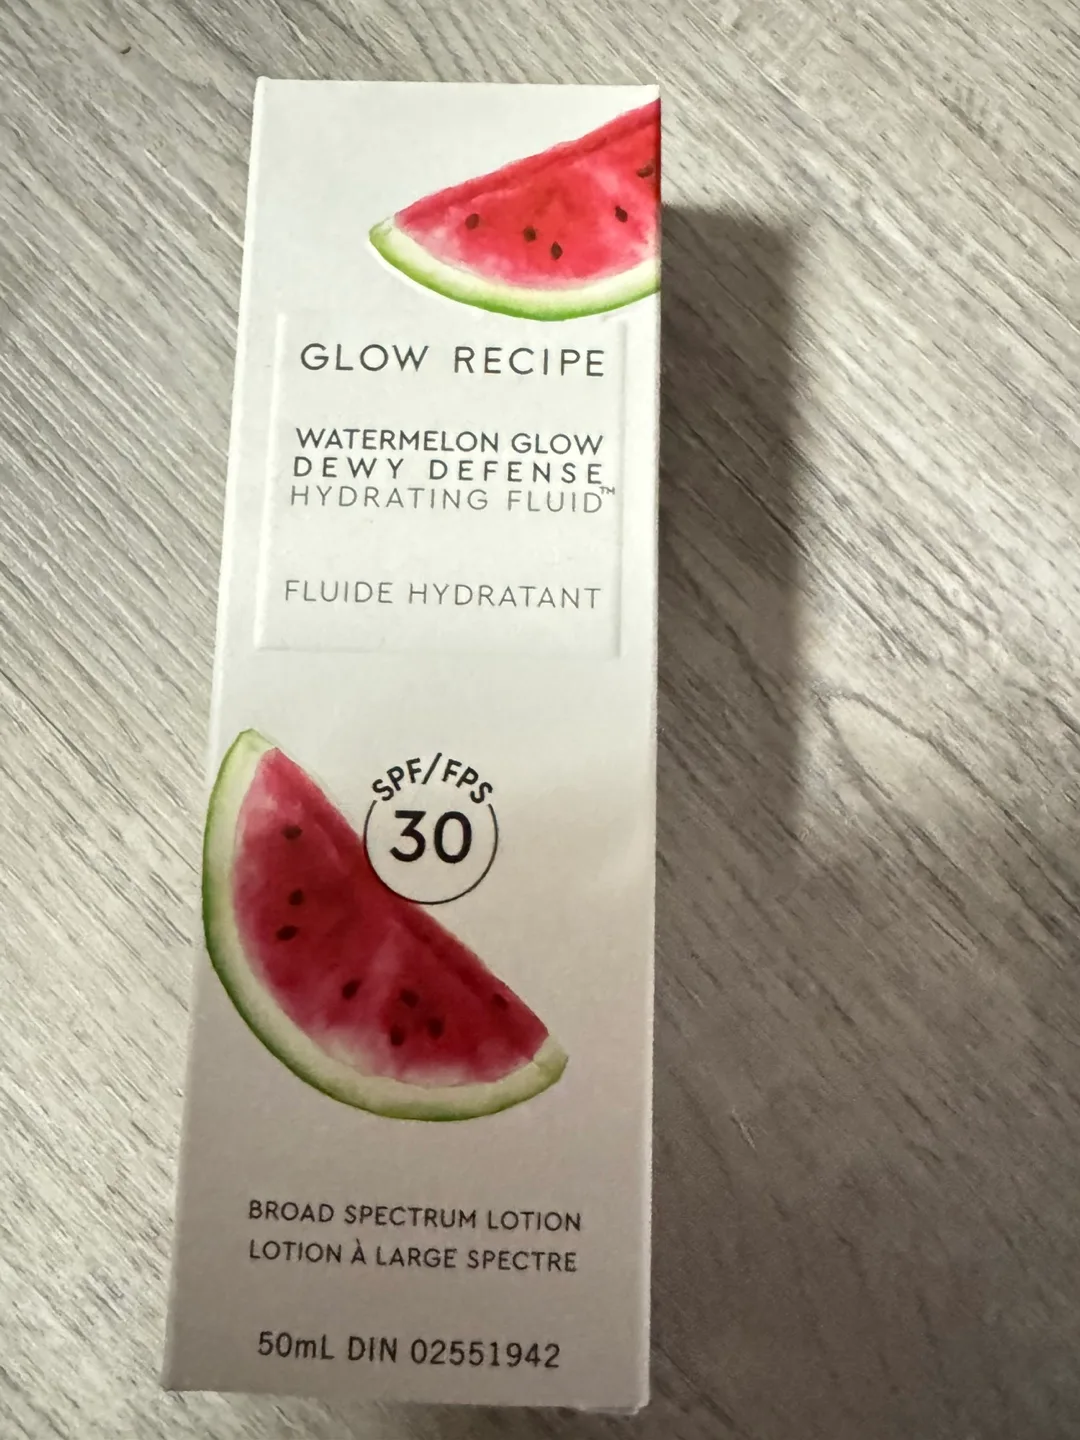 GLOW RECIPE
WATERMELON GLOW
DEWY DEFENSE
HYDRATING FLUID™
FLUIDE HYDRATANT
SPF/FPS
30
BROAD SPECTRUM LOTION
LOTION À LARGE SPECTRE
50mL DIN 02551942